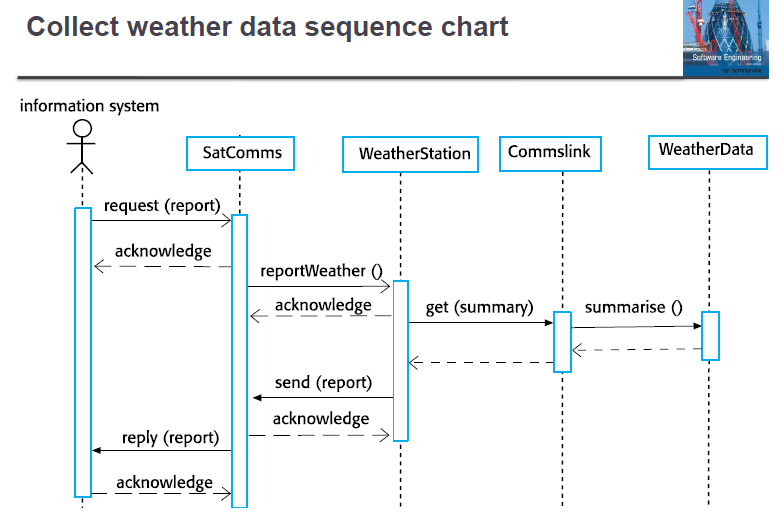 Collect weather data sequence chart
Software Engineering
Ian Sommerville
information system
SatComms
WeatherStation
Commslink
WeatherData
request (report)
acknowledge
reportWeather ()
acknowledge
get (summary)
summarise ()
send (report)
acknowledge
reply (report)
acknowledge